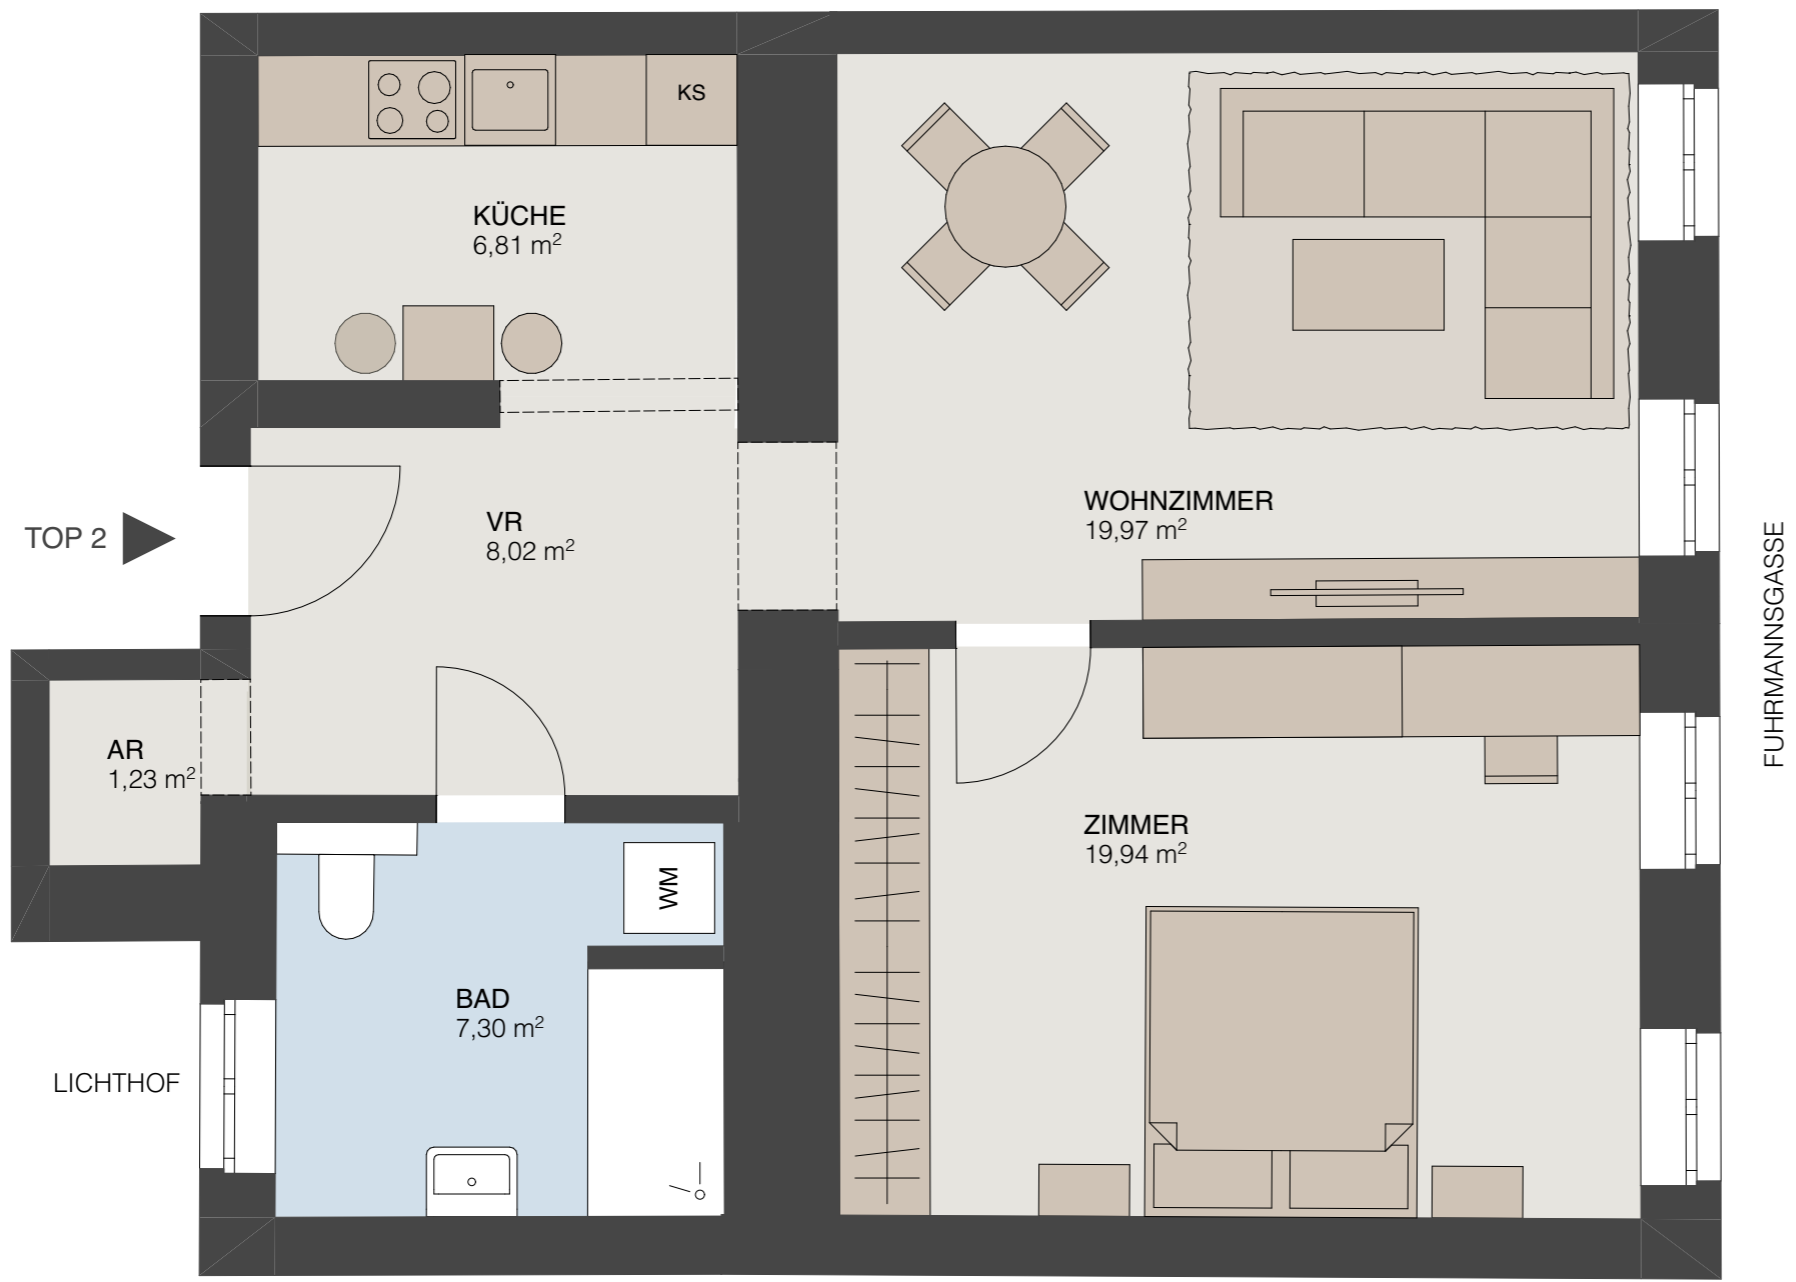 KS
KÜCHE
6,81 m²
WOHNZIMMER
19,97 m²
VR
8,02 m²
TOP 2
FUHRMANNSGASSE
AR
1,23 m²
ZIMMER
19,94 m²
WM
BAD
7,30 m²
LICHTHOF